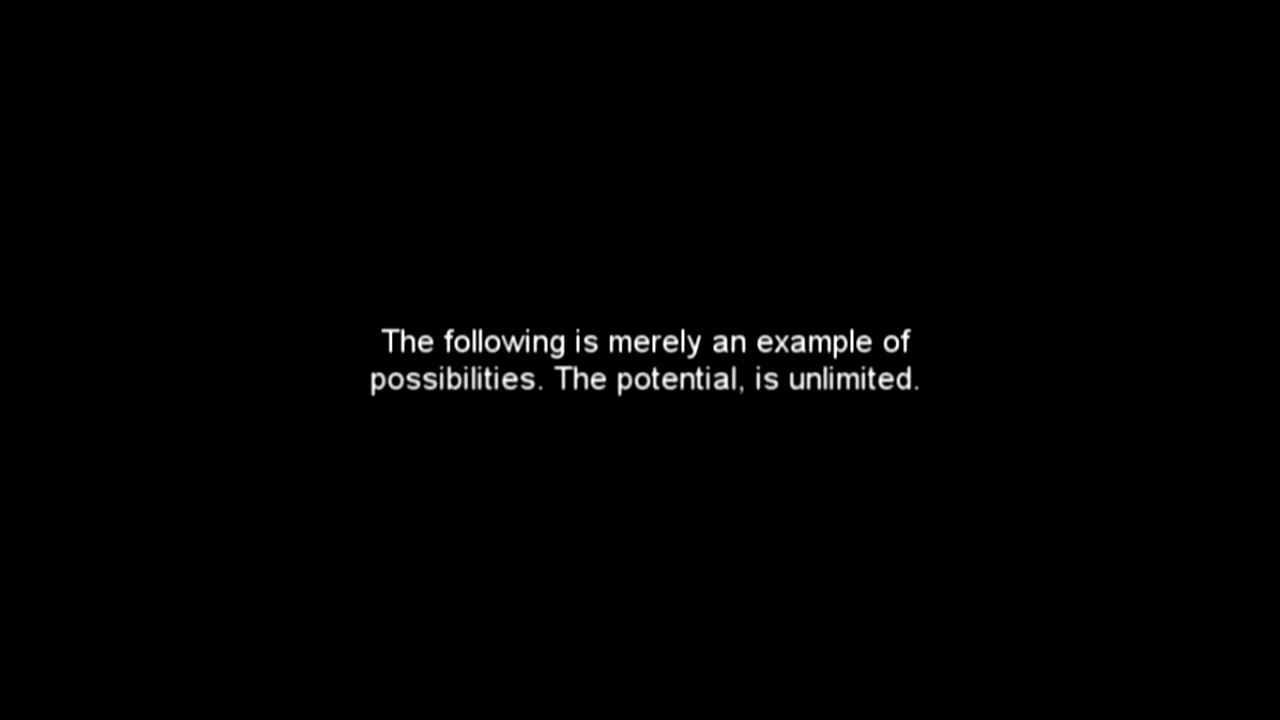 The following is merely an example of
possibilities. The potential, is unlimited.